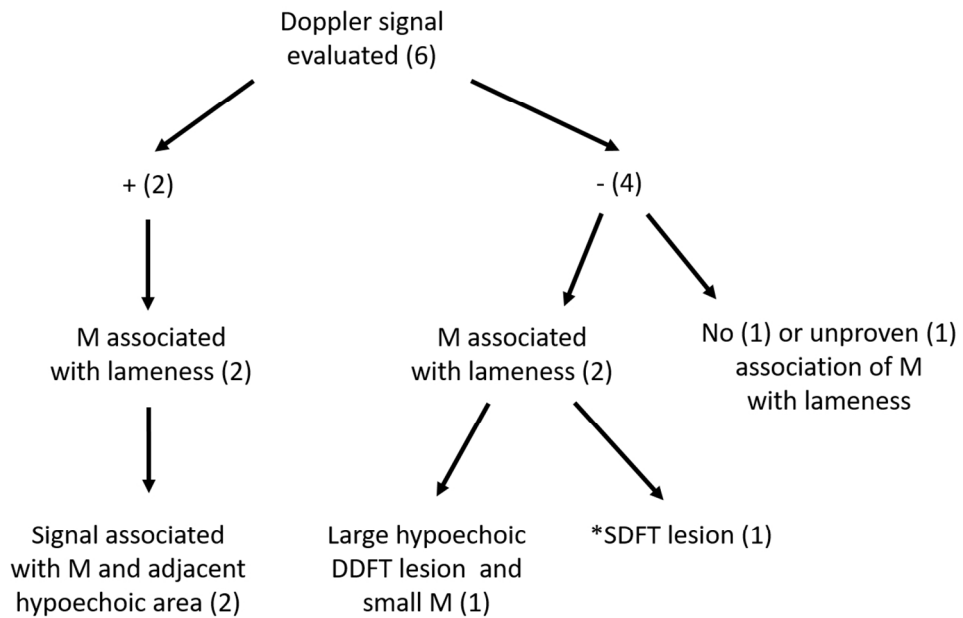 Doppler signal
evaluated (6)
+ (2)
- (4)
M associated
with lameness (2)
M associated
with lameness (2)
No (1) or unproven (1)
association of M
with lameness
Signal associated
with M and adjacent
hypoechoic area (2)
Large hypoechoic
DDFT lesion and
small M (1)
*SDFT lesion (1)